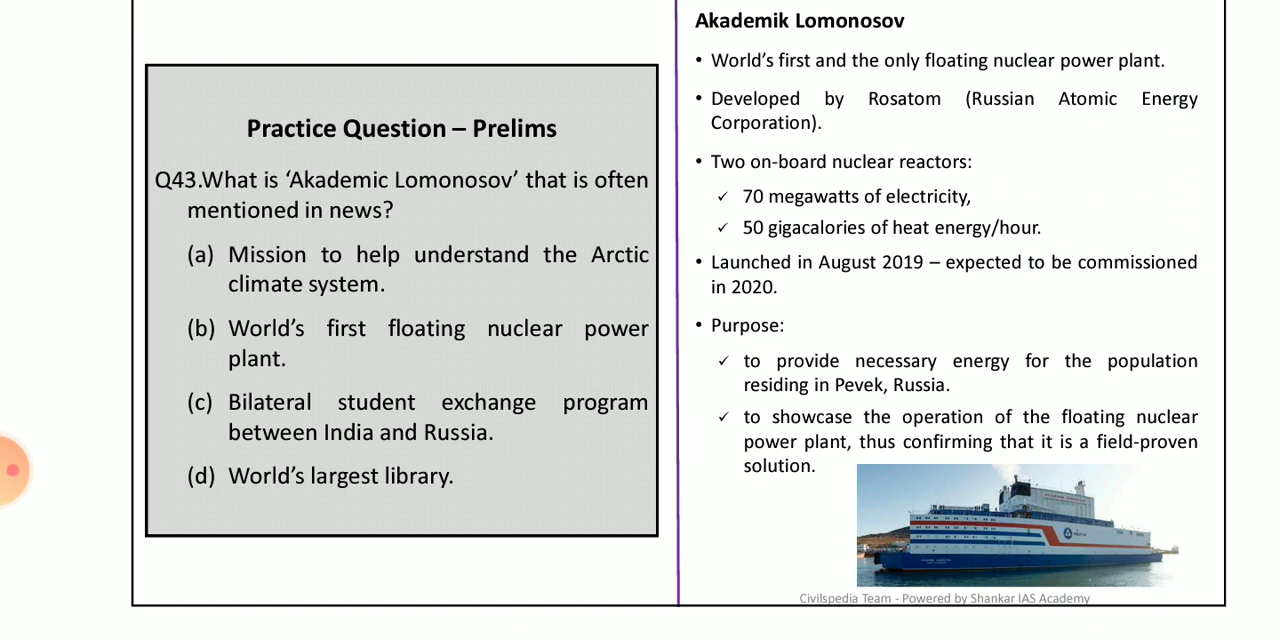 Practice Question – Prelims
Q43.What is ‘Akademic Lomonosov’ that is often
mentioned in news?
(a) Mission to help understand the Arctic
climate system.
(b) World’s first floating nuclear power
plant.
(c) Bilateral student exchange program
between India and Russia.
(d) World’s largest library.
Akademik Lomonosov
• World’s first and the only floating nuclear power plant.
• Developed by Rosatom (Russian Atomic Energy
Corporation).
• Two on-board nuclear reactors:
✓ 70 megawatts of electricity,
✓ 50 gigacalories of heat energy/hour.
• Launched in August 2019 – expected to be commissioned
in 2020.
• Purpose:
✓ to provide necessary energy for the population
residing in Pevek, Russia.
✓ to showcase the operation of the floating nuclear
power plant, thus confirming that it is a field-proven
solution.
Civilspedia Team - Powered by Shankar IAS Academy